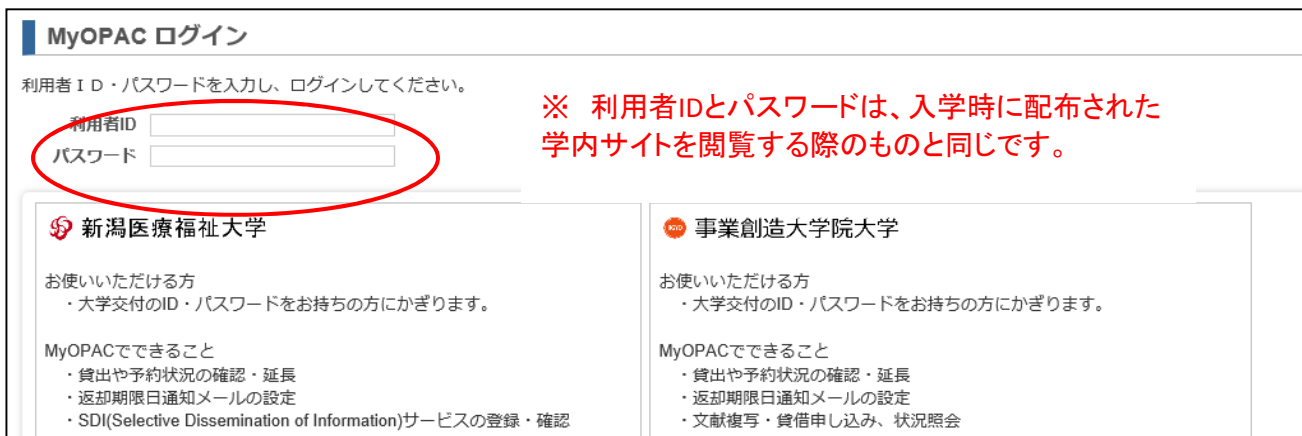 MyOPAC ログイン
利用者ＩＤ・パスワードを入力し、ログインしてください。
利用者ID
パスワード
※　利用者IDとパスワードは、入学時に配布された
学内サイトを閲覧する際のものと同じです。
新潟医療福祉大学
お使いいただける方
・大学交付のID・パスワードをお持ちの方にかぎります。
MyOPACでできること
・貸出や予約状況の確認・延長
・返却期限日通知メールの設定
・SDI(Selective Dissemination of Information)サービスの登録・確認
事業創造大学院大学
お使いいただける方
・大学交付のID・パスワードをお持ちの方にかぎります。
MyOPACでできること
・貸出や予約状況の確認・延長
・返却期限日通知メールの設定
・文献複写・貸借申し込み、状況照会